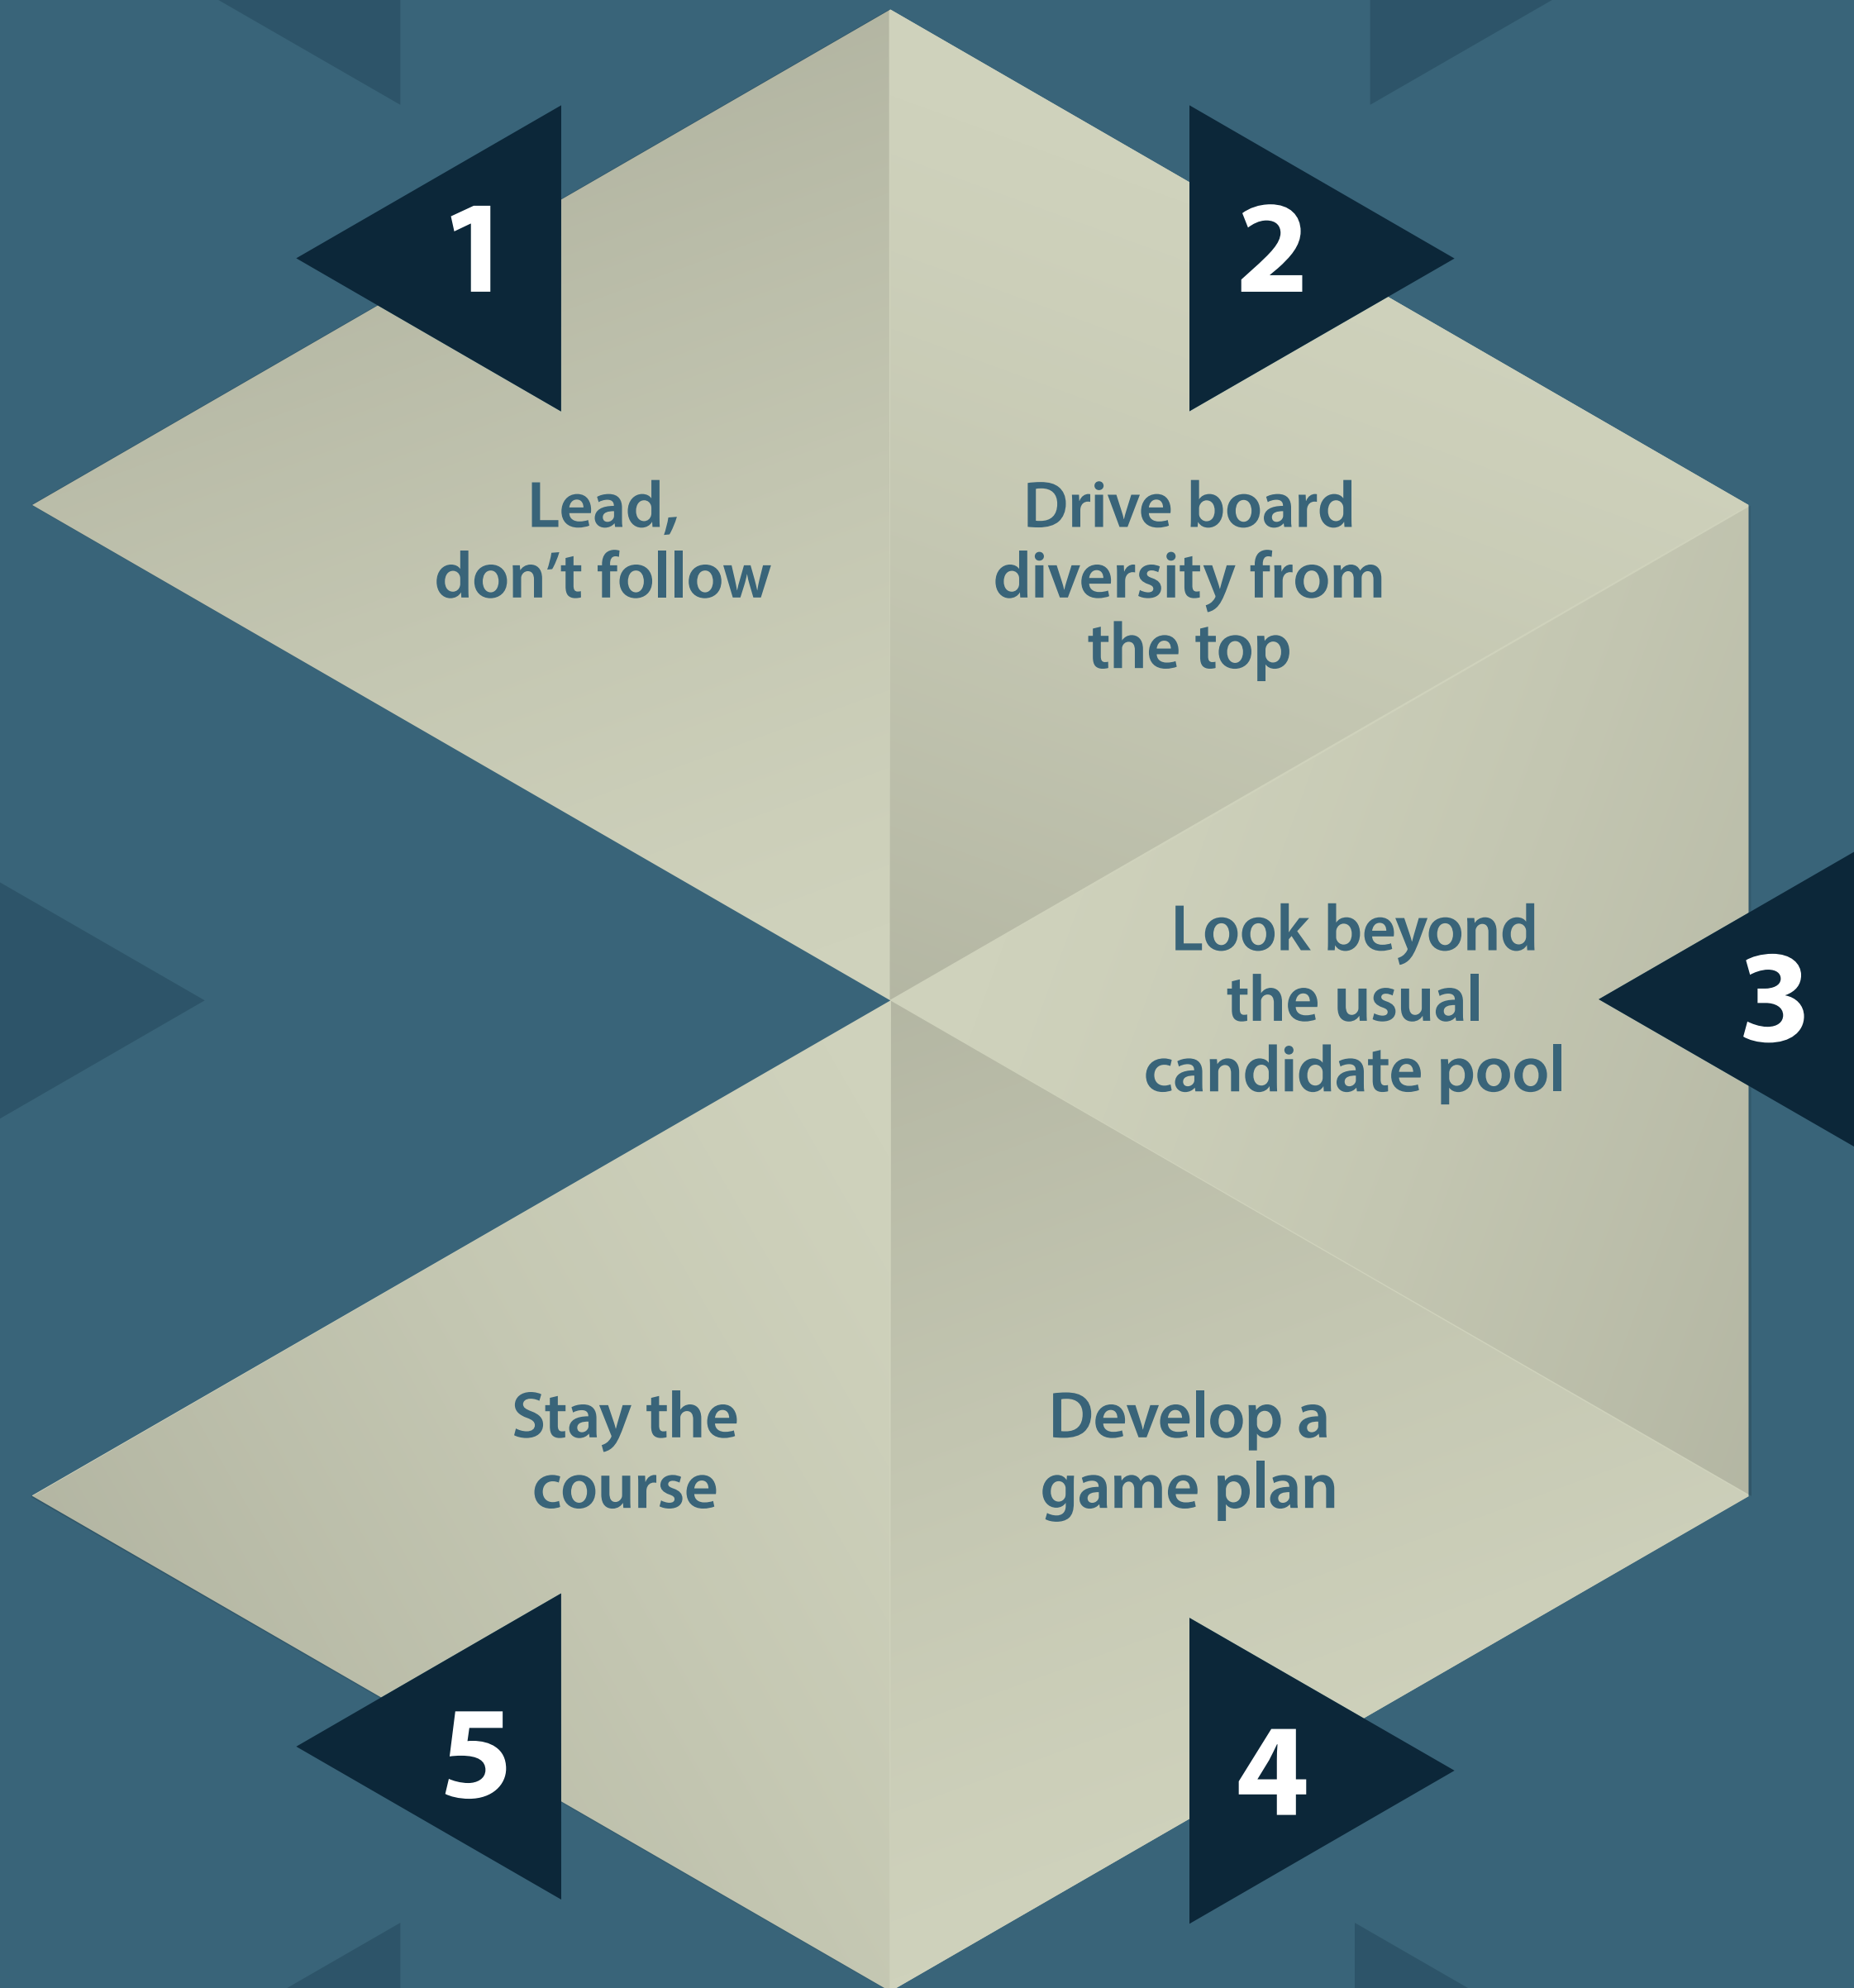 1
Lead,
don’t follow
2
Drive board
diversity from
the top
3
Look beyond
the usual
candidate pool
4
Develop a
game plan
5
Stay the
course